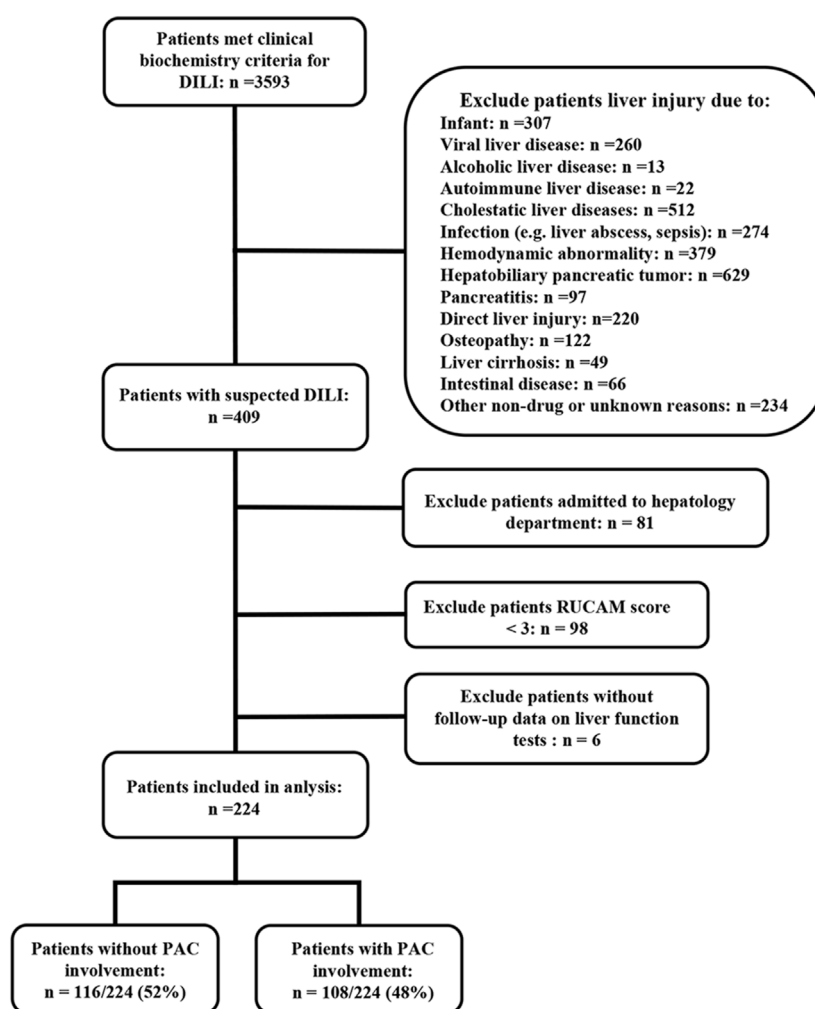 Patients met clinical
biochemistry criteria for
DILI: n =3593
Exclude patients liver injury due to:
Infant: n =307
Viral liver disease: n =260
Alcoholic liver disease: n =13
Autoimmune liver disease: n =22
Cholestatic liver diseases: n =512
Infection (e.g. liver abscess, sepsis): n =274
Hemodynamic abnormality: n =379
Hepatobiliary pancreatic tumor: n =629
Pancreatitis: n =97
Direct liver injury: n=220
Osteopathy: n =122
Liver cirrhosis: n =49
Intestinal disease: n =66
Other non-drug or unknown reasons: n =234
Patients with suspected DILI:
n =409
Exclude patients admitted to hepatology
department: n = 81
Exclude patients RUCAM score
< 3: n = 98
Exclude patients without
follow-up data on liver function
tests : n = 6
Patients included in anlysis:
n =224
Patients without PAC
involvement:
n = 116/224 (52%)
Patients with PAC
involvement:
n = 108/224 (48%)